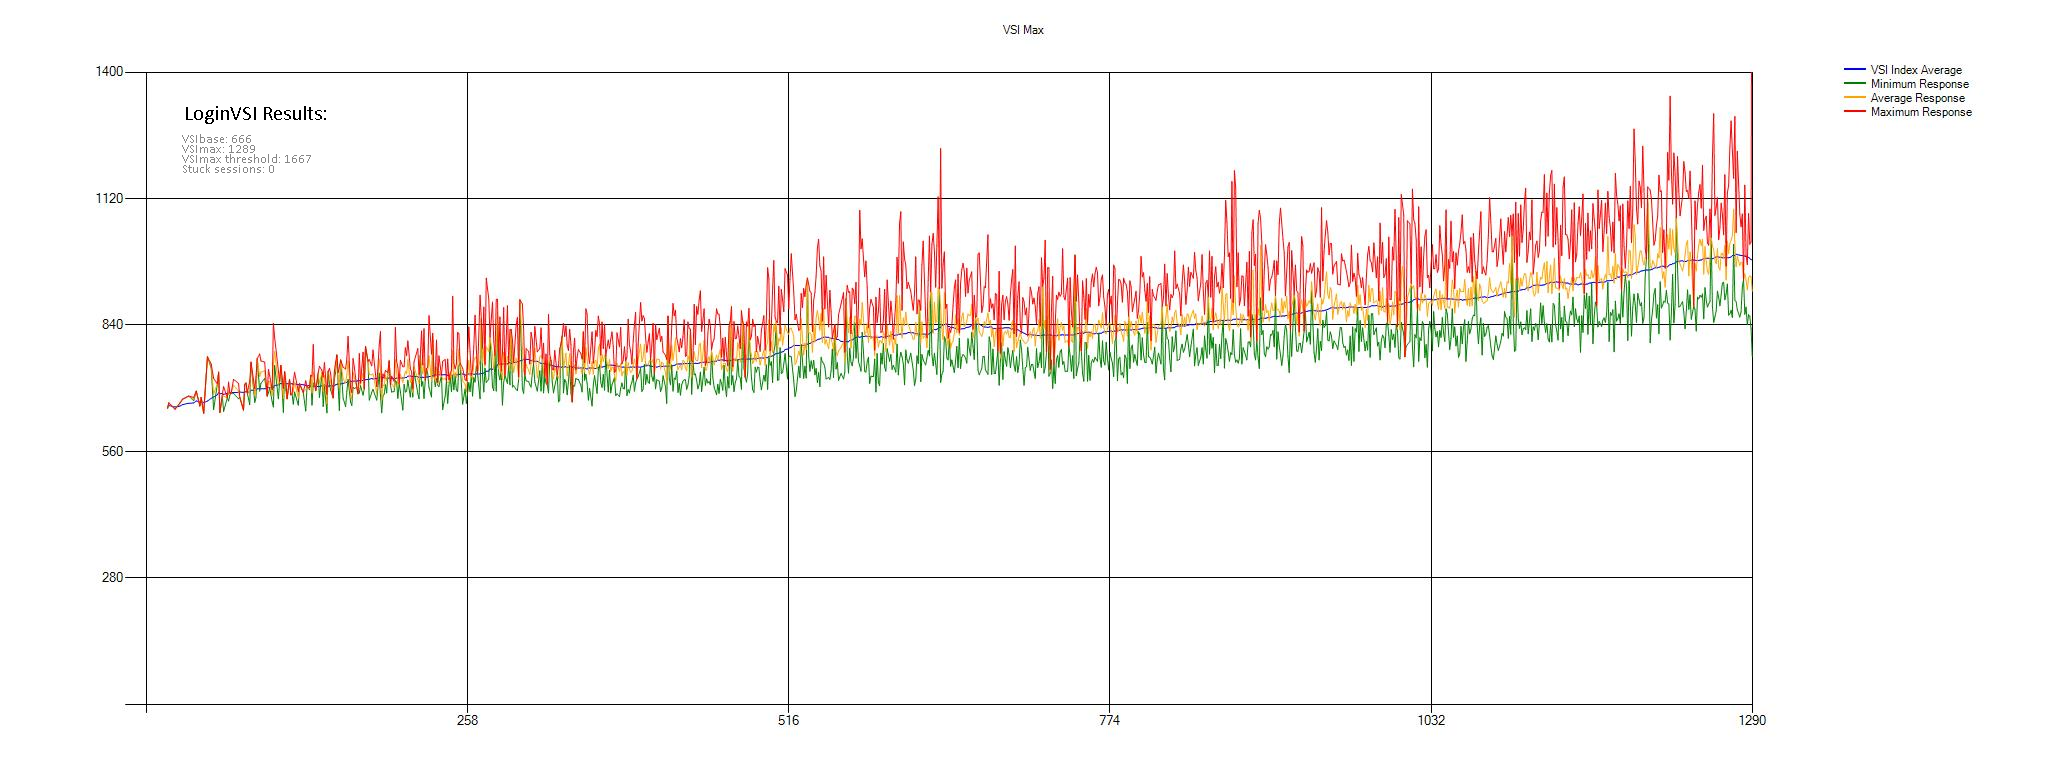 VSI Max
1400
1120
840
560
280
258
516
774
1032
1290
LoginVSI Results:
VSIbase: 666
VSImax: 1289
VSImax threshold: 1667
Stuck sessions: 0
VSI Index Average
Minimum Response
Average Response
Maximum Response